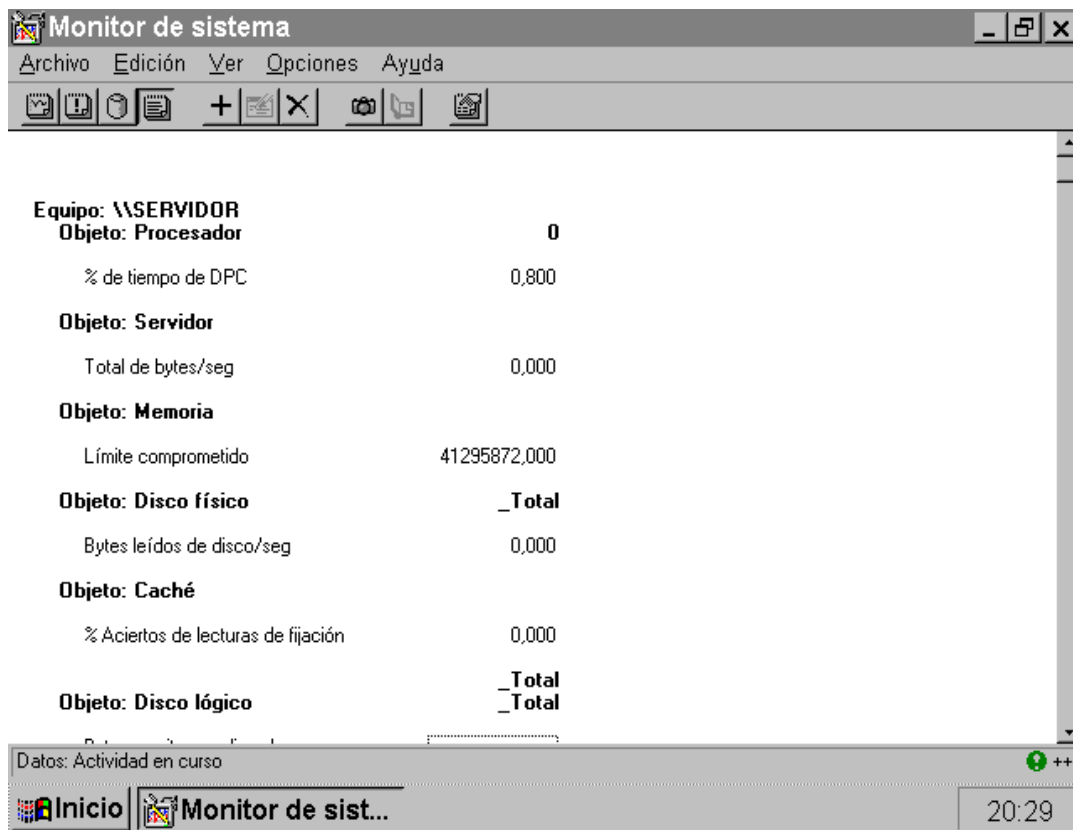 Monitor de sistema
Archivo Edición Ver Opciones Ayuda
Equipo: \\SERVIDOR
Objeto: Procesador 0
% de tiempo de DPC 0,800
Objeto: Servidor
Total de bytes/seg 0,000
Objeto: Memoria
Límite comprometido 41295872,000
Objeto: Disco físico _Total
Bytes leídos de disco/seg 0,000
Objeto: Caché
% Aciertos de lecturas de fijación 0,000
_Total
Objeto: Disco lógico _Total
Datos: Actividad en curso ++
Inicio Monitor de sist... 20:29